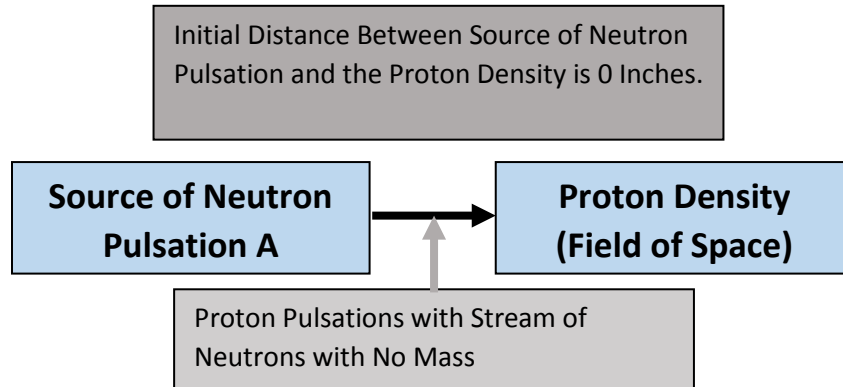 Initial Distance Between Source of Neutron
Pulsation and the Proton Density is 0 Inches.
Source of Neutron
Pulsation A
Proton Density
(Field of Space)
Proton Pulsations with Stream of
Neutrons with No Mass